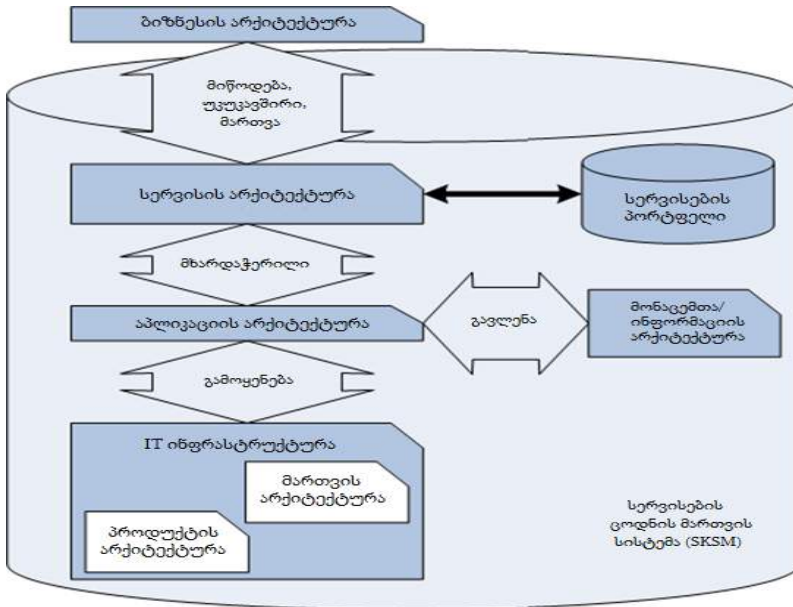 ბიზნესის არქიტექტურა
მიწოდება,
უკუკავშირი,
მართვა
სერვისის არქიტექტურა
სერვისების
პორტფელი
მხარდაჭერილი
აპლიკაციის არქიტექტურა
გავლენა
მონაცემთა/
ინფორმაციის
არქიტექტურა
გამოყენება
IT ინფრასტრუქტურა
მართვის
არქიტექტურა
პროდუქტის
არქიტექტურა
სერვისების
ცოდნის მართვის
სისტემა (SKSM)